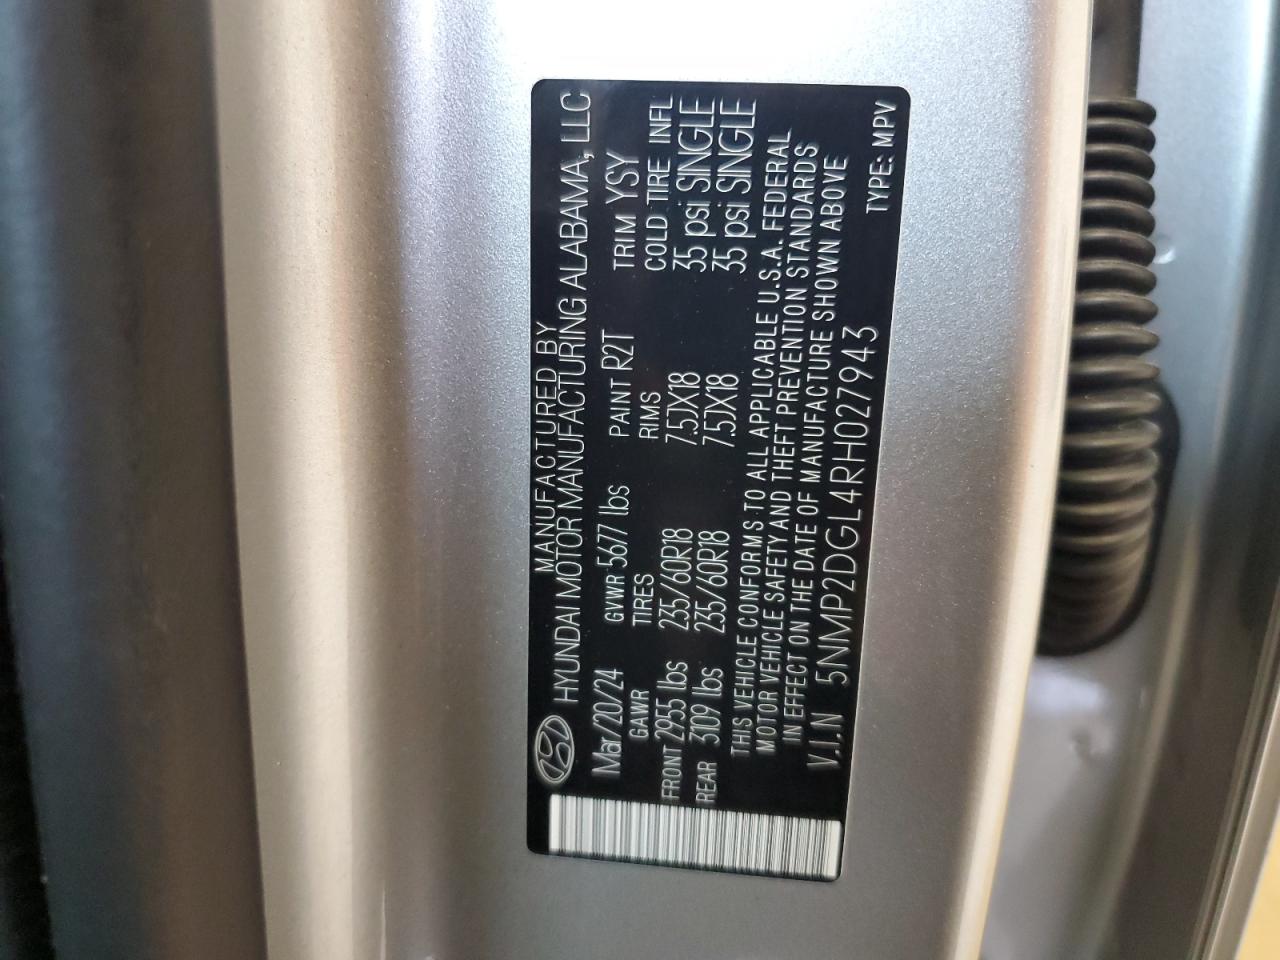 MANUFACTURED BY
HYUNDAI MOTOR MANUFACTURING ALABAMA, LLC
Mar/20/24 GVWR 5677 lbs PAINT R2T TRIM YSY
GAWR TIRES RIMS COLD TIRE INFL
FRONT 2955 lbs 235/60R18 7.5JX18 35 psi SINGLE
REAR 3109 lbs 235/60R18 7.5JX18 35 psi SINGLE
THIS VEHICLE CONFORMS TO ALL APPLICABLE U.S.A. FEDERAL
MOTOR VEHICLE SAFETY AND THEFT PREVENTION STANDARDS
IN EFFECT ON THE DATE OF MANUFACTURE SHOWN ABOVE
V.I.N 5NMP2DGL4RH027943 TYPE: MPV